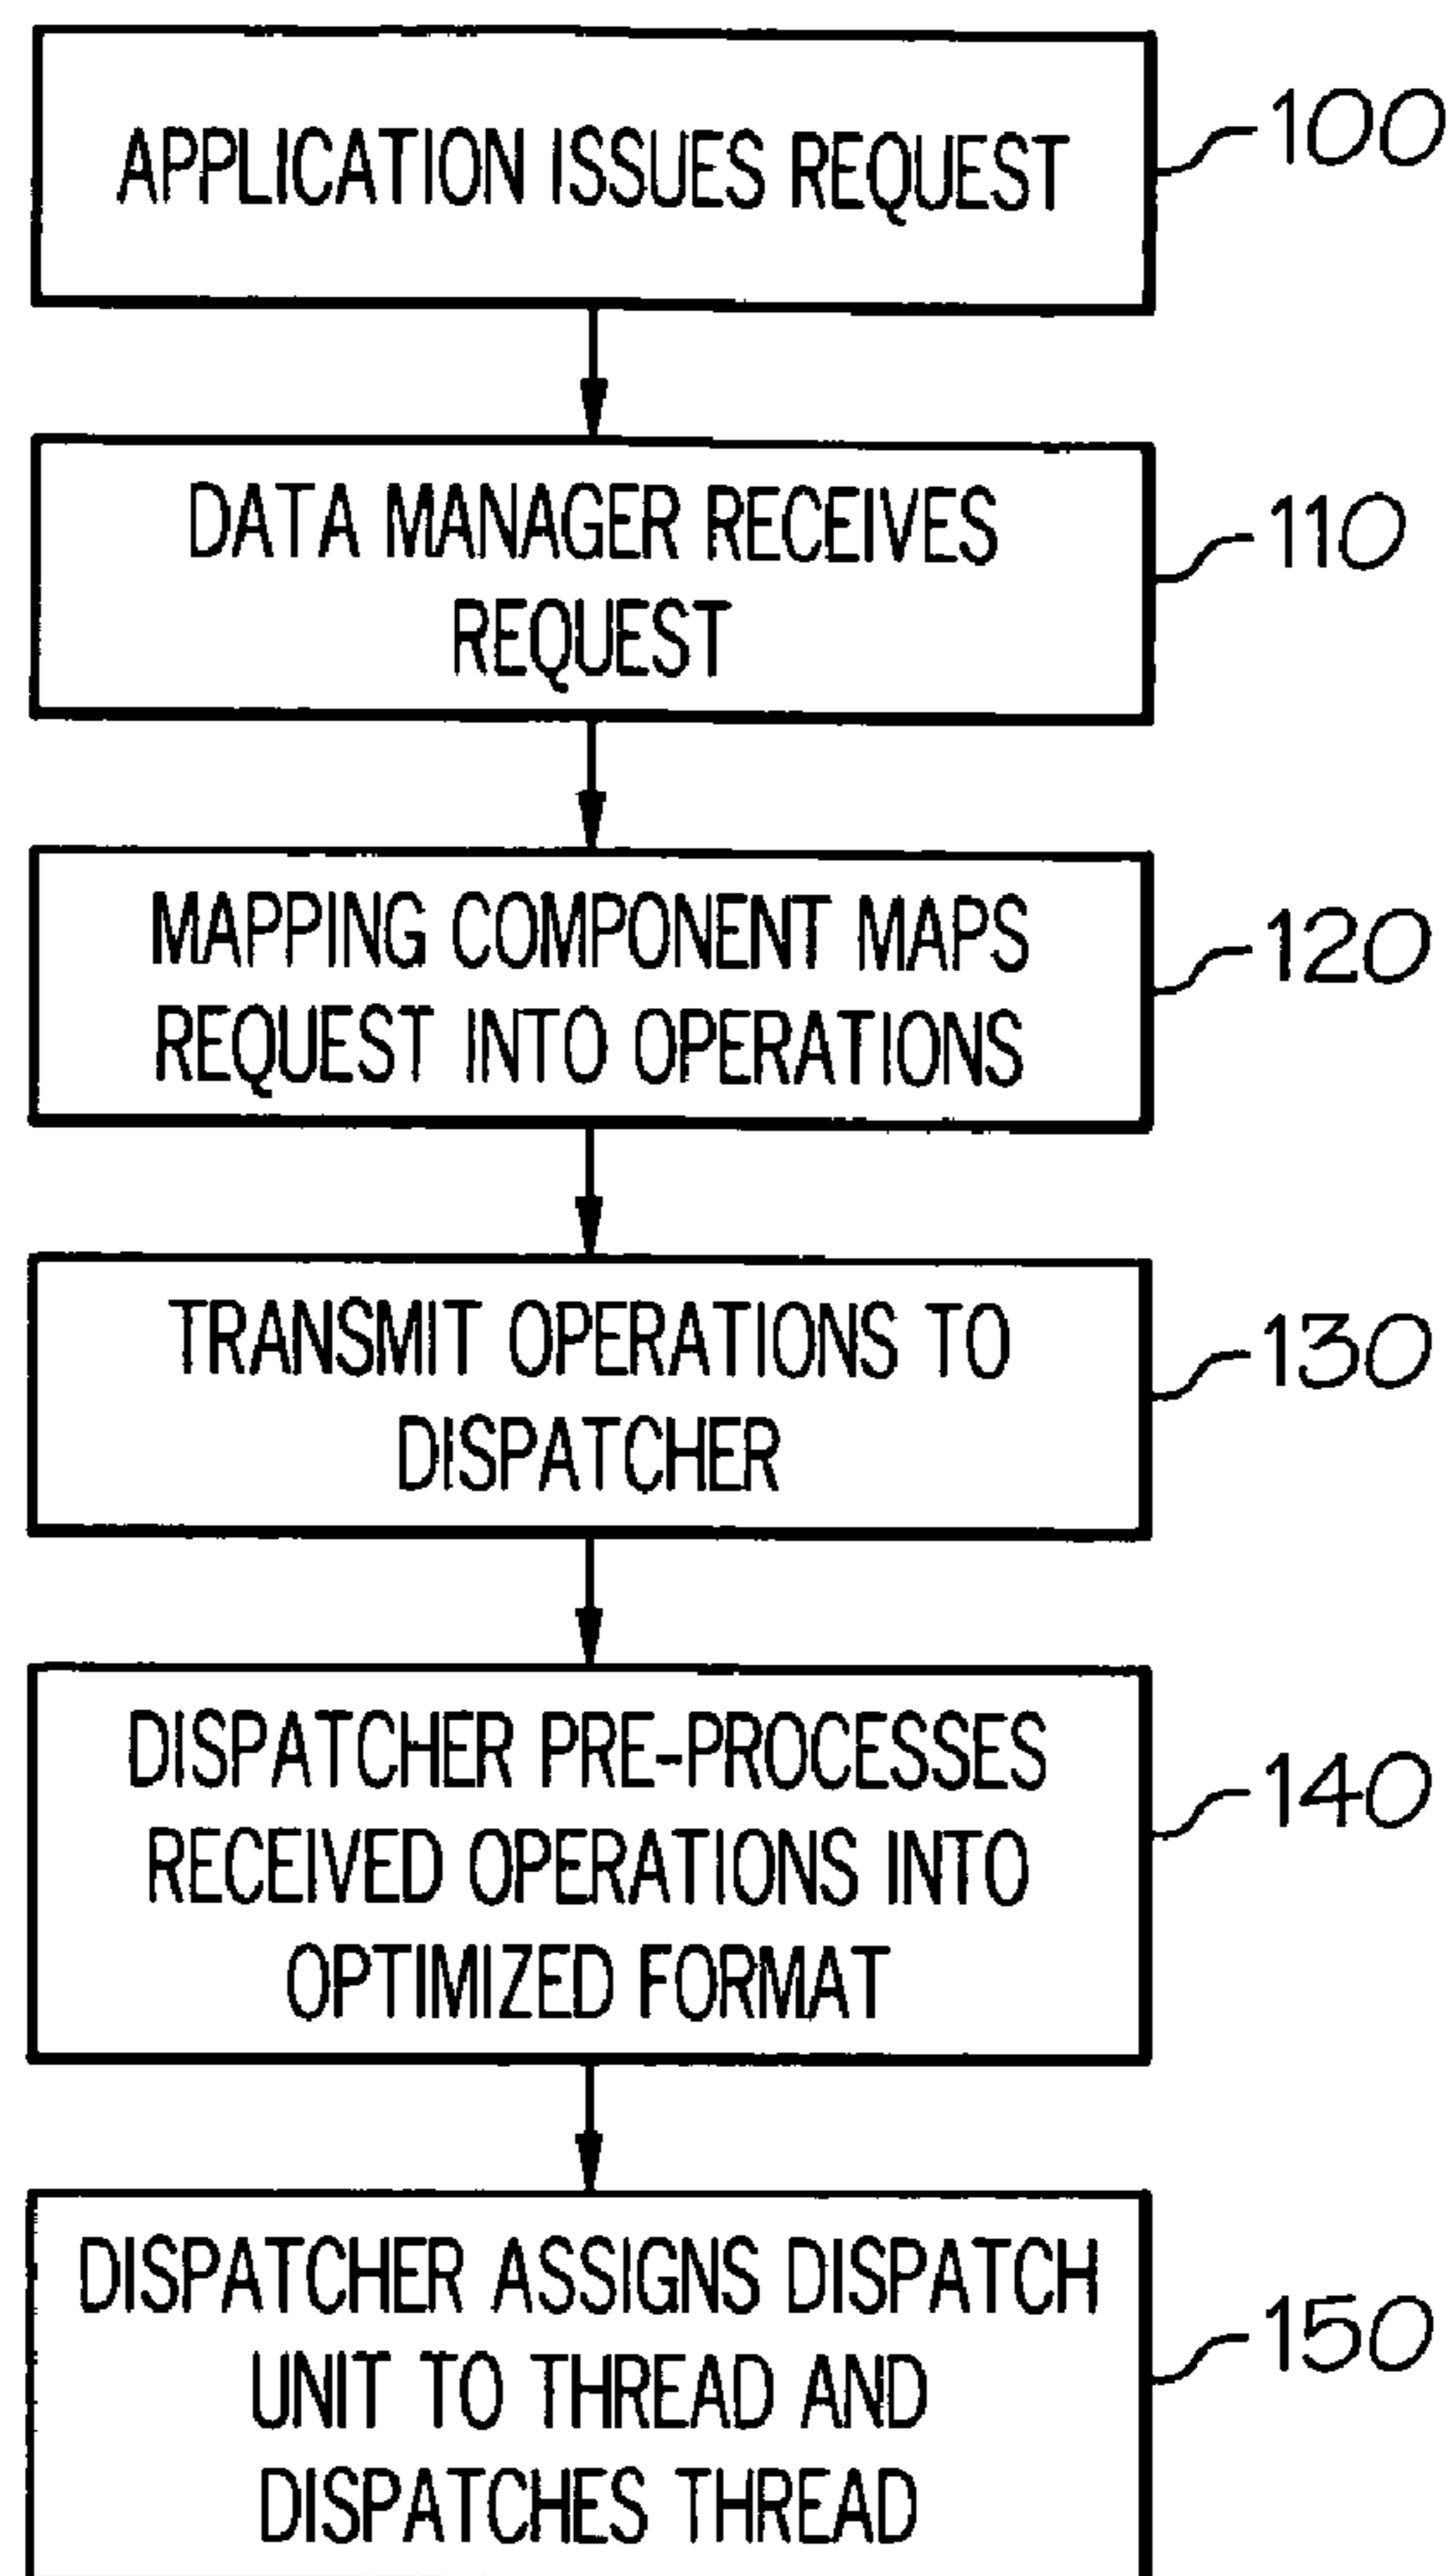 APPLICATION ISSUES REQUEST
100
DATA MANAGER RECEIVES
REQUEST
110
MAPPING COMPONENT MAPS
REQUEST INTO OPERATIONS
120
TRANSMIT OPERATIONS TO
DISPATCHER
130
DISPATCHER PRE-PROCESSES
RECEIVED OPERATIONS INTO
OPTIMIZED FORMAT
140
DISPATCHER ASSIGNS DISPATCH
UNIT TO THREAD AND
DISPATCHES THREAD
150